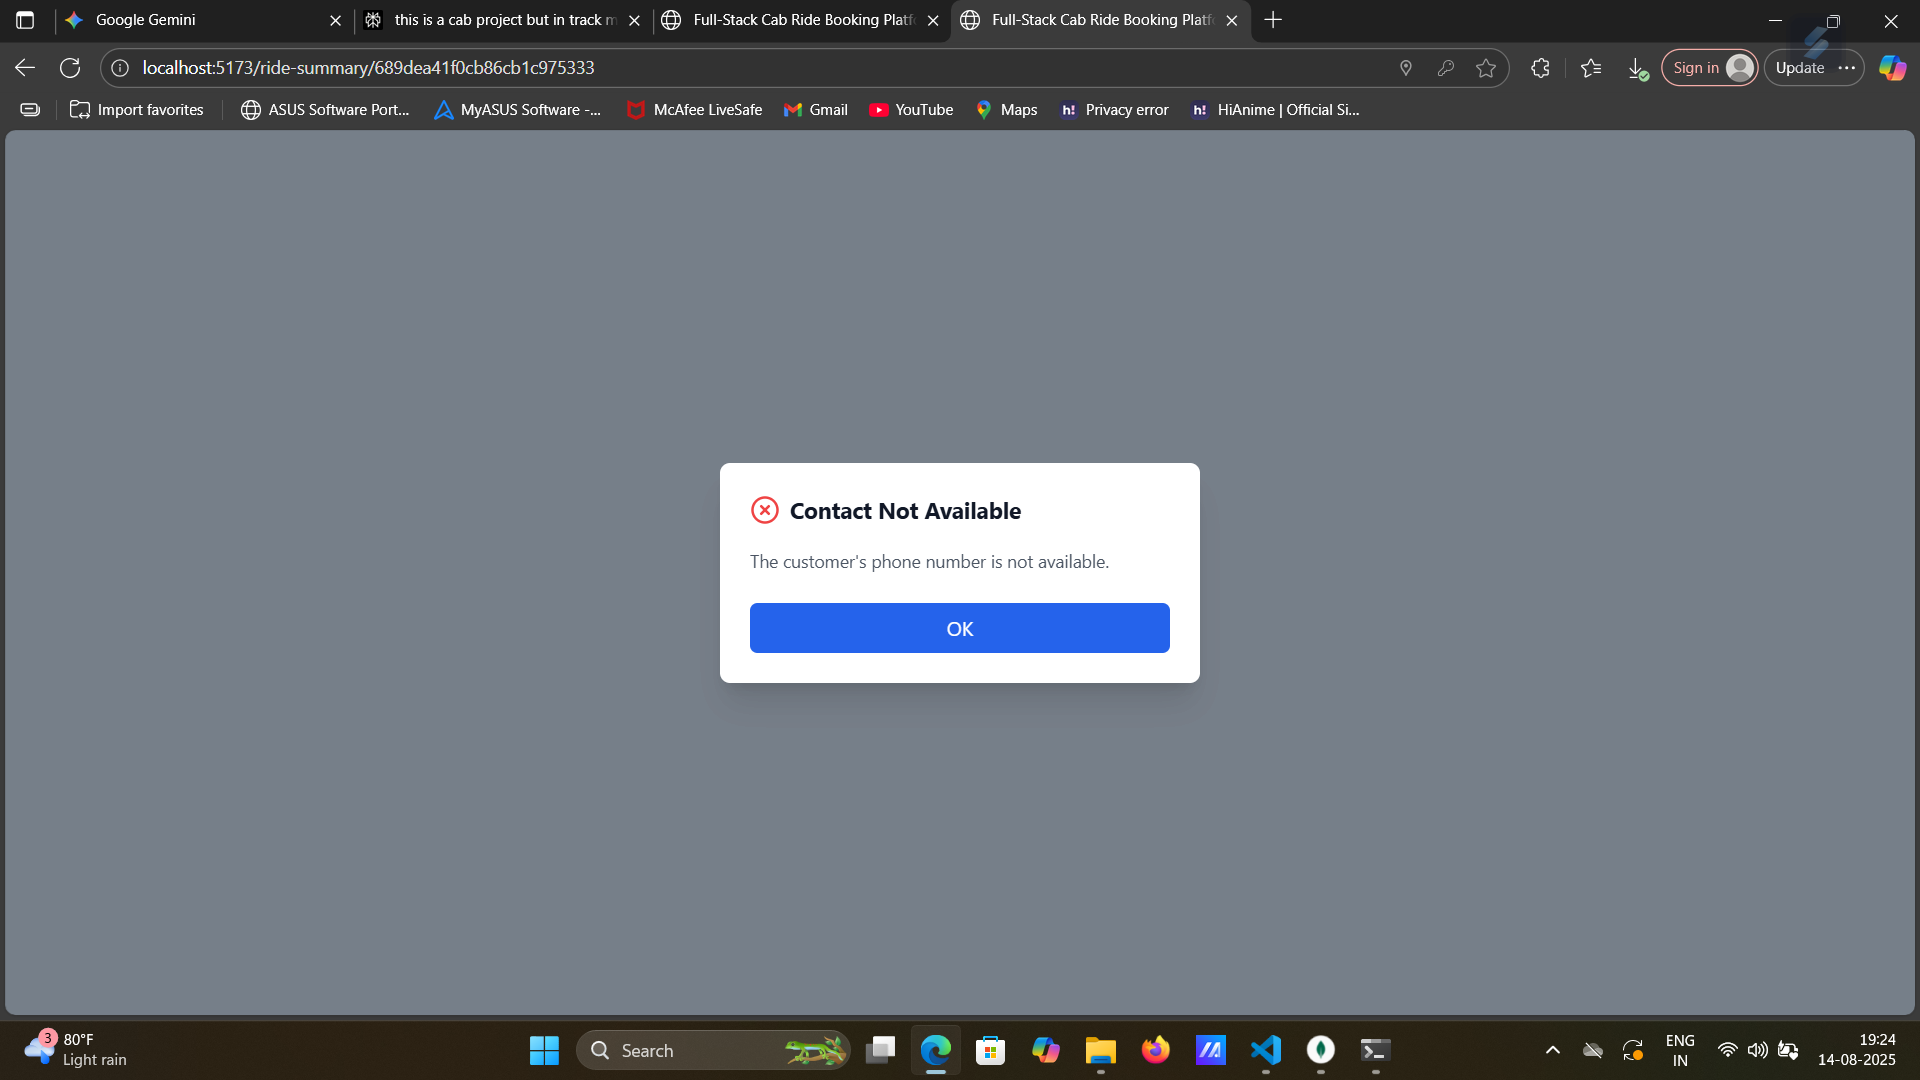 Google Gemini
this is a cab project but in track m
Full-Stack Cab Ride Booking Platf
Full-Stack Cab Ride Booking Platf
localhost:5173/ride-summary/689dea41f0cb86cb1c975333
Sign in
Update
Import favorites
ASUS Software Port...
MyASUS Software -...
McAfee LiveSafe
Gmail
YouTube
Maps
h!
Privacy error
h!
HiAnime | Official Si...
Contact Not Available
The customer's phone number is not available.
OK
3
80°F
Light rain
Search
ENG
IN
19:24
14-08-2025